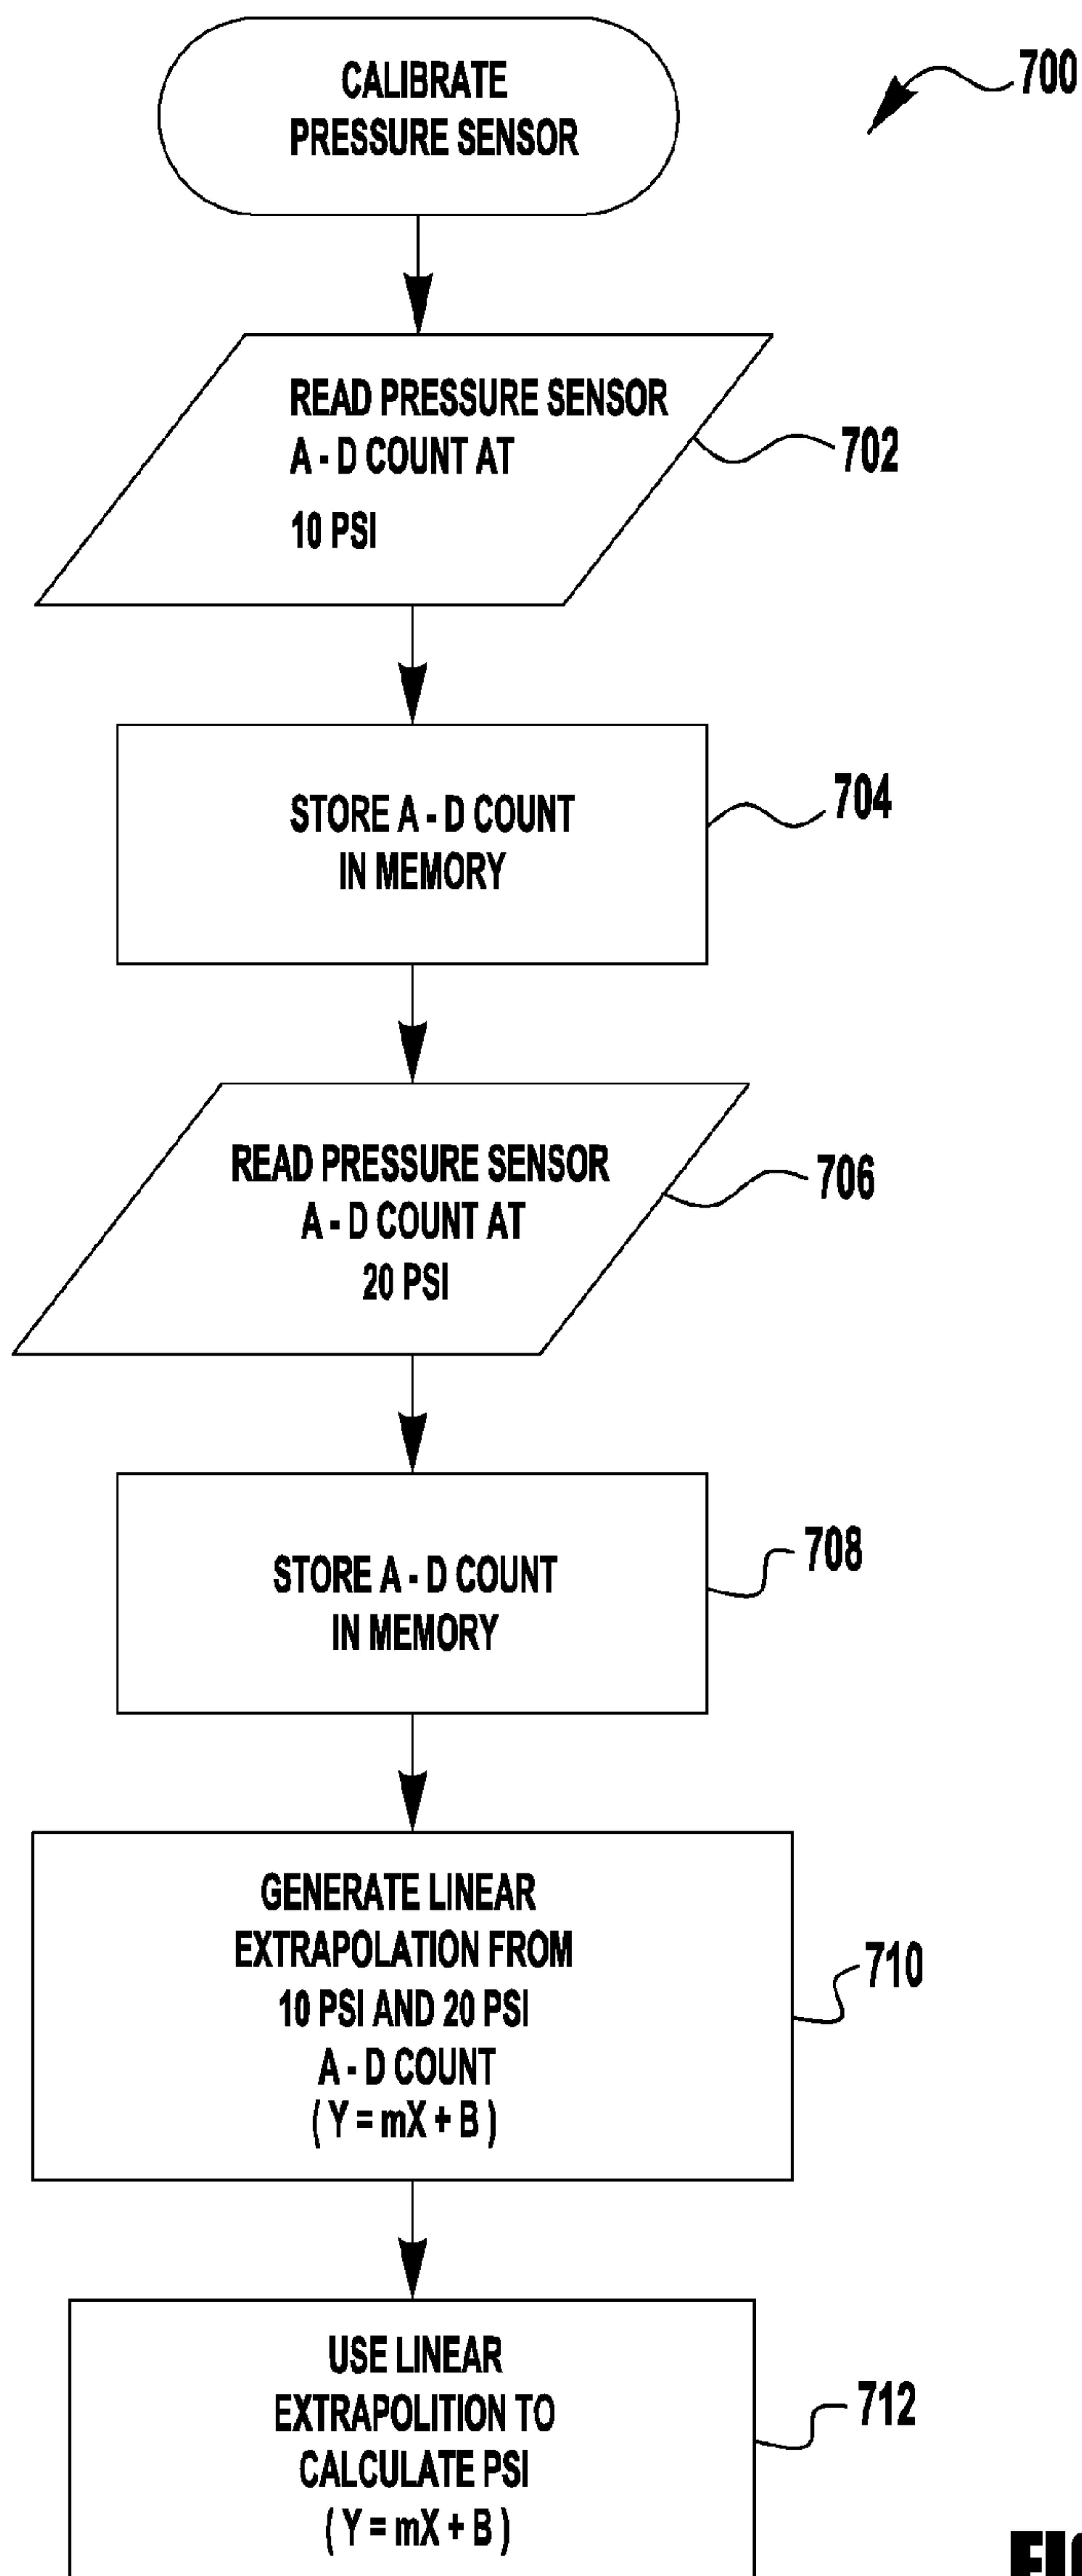 CALIBRATE
PRESSURE SENSOR
700
READ PRESSURE SENSOR
A - D COUNT AT
10 PSI
702
STORE A - D COUNT
IN MEMORY
704
READ PRESSURE SENSOR
A - D COUNT AT
20 PSI
706
STORE A - D COUNT
IN MEMORY
708
GENERATE LINEAR
EXTRAPOLATION FROM
10 PSI AND 20 PSI
A - D COUNT
( Y = mX + B )
710
USE LINEAR
EXTRAPOLITION TO
CALCULATE PSI
( Y = mX + B )
712